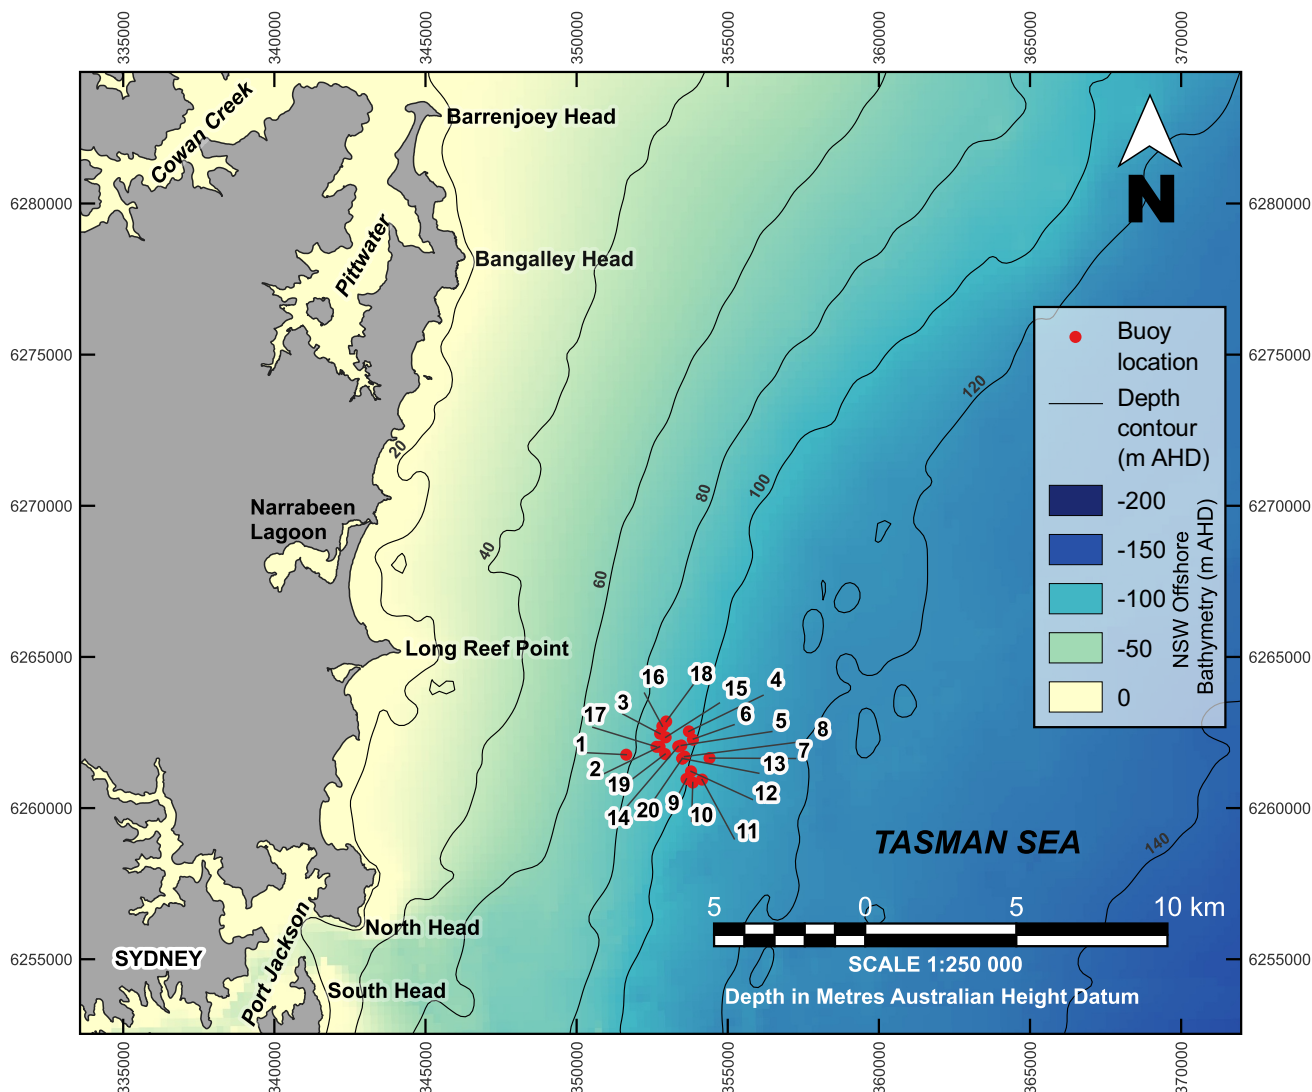 335000
340000
345000
350000
355000
360000
365000
370000
Cowan Creek
Barrenjoey Head
N
6280000
6280000
Pittwater
Bangalley Head
Buoy
location
6275000
6275000
120
Depth
contour
(m AHD)
20
80
100
-200
Narrabeen
Lagoon
6270000
6270000
40
-150
60
-100
NSW Offshore
Bathymetry (m AHD)
-50
0
Long Reef Point
6265000
6265000
16
18
15
4
3
17
6
5
8
1
7
2
13
19
12
14
20
9
10
11
6260000
6260000
TASMAN SEA
140
5
0
5
10 km
North Head
SYDNEY
Port Jackson
6255000
6255000
SCALE 1:250 000
South Head
Depth in Metres Australian Height Datum
335000
340000
345000
350000
355000
360000
365000
370000